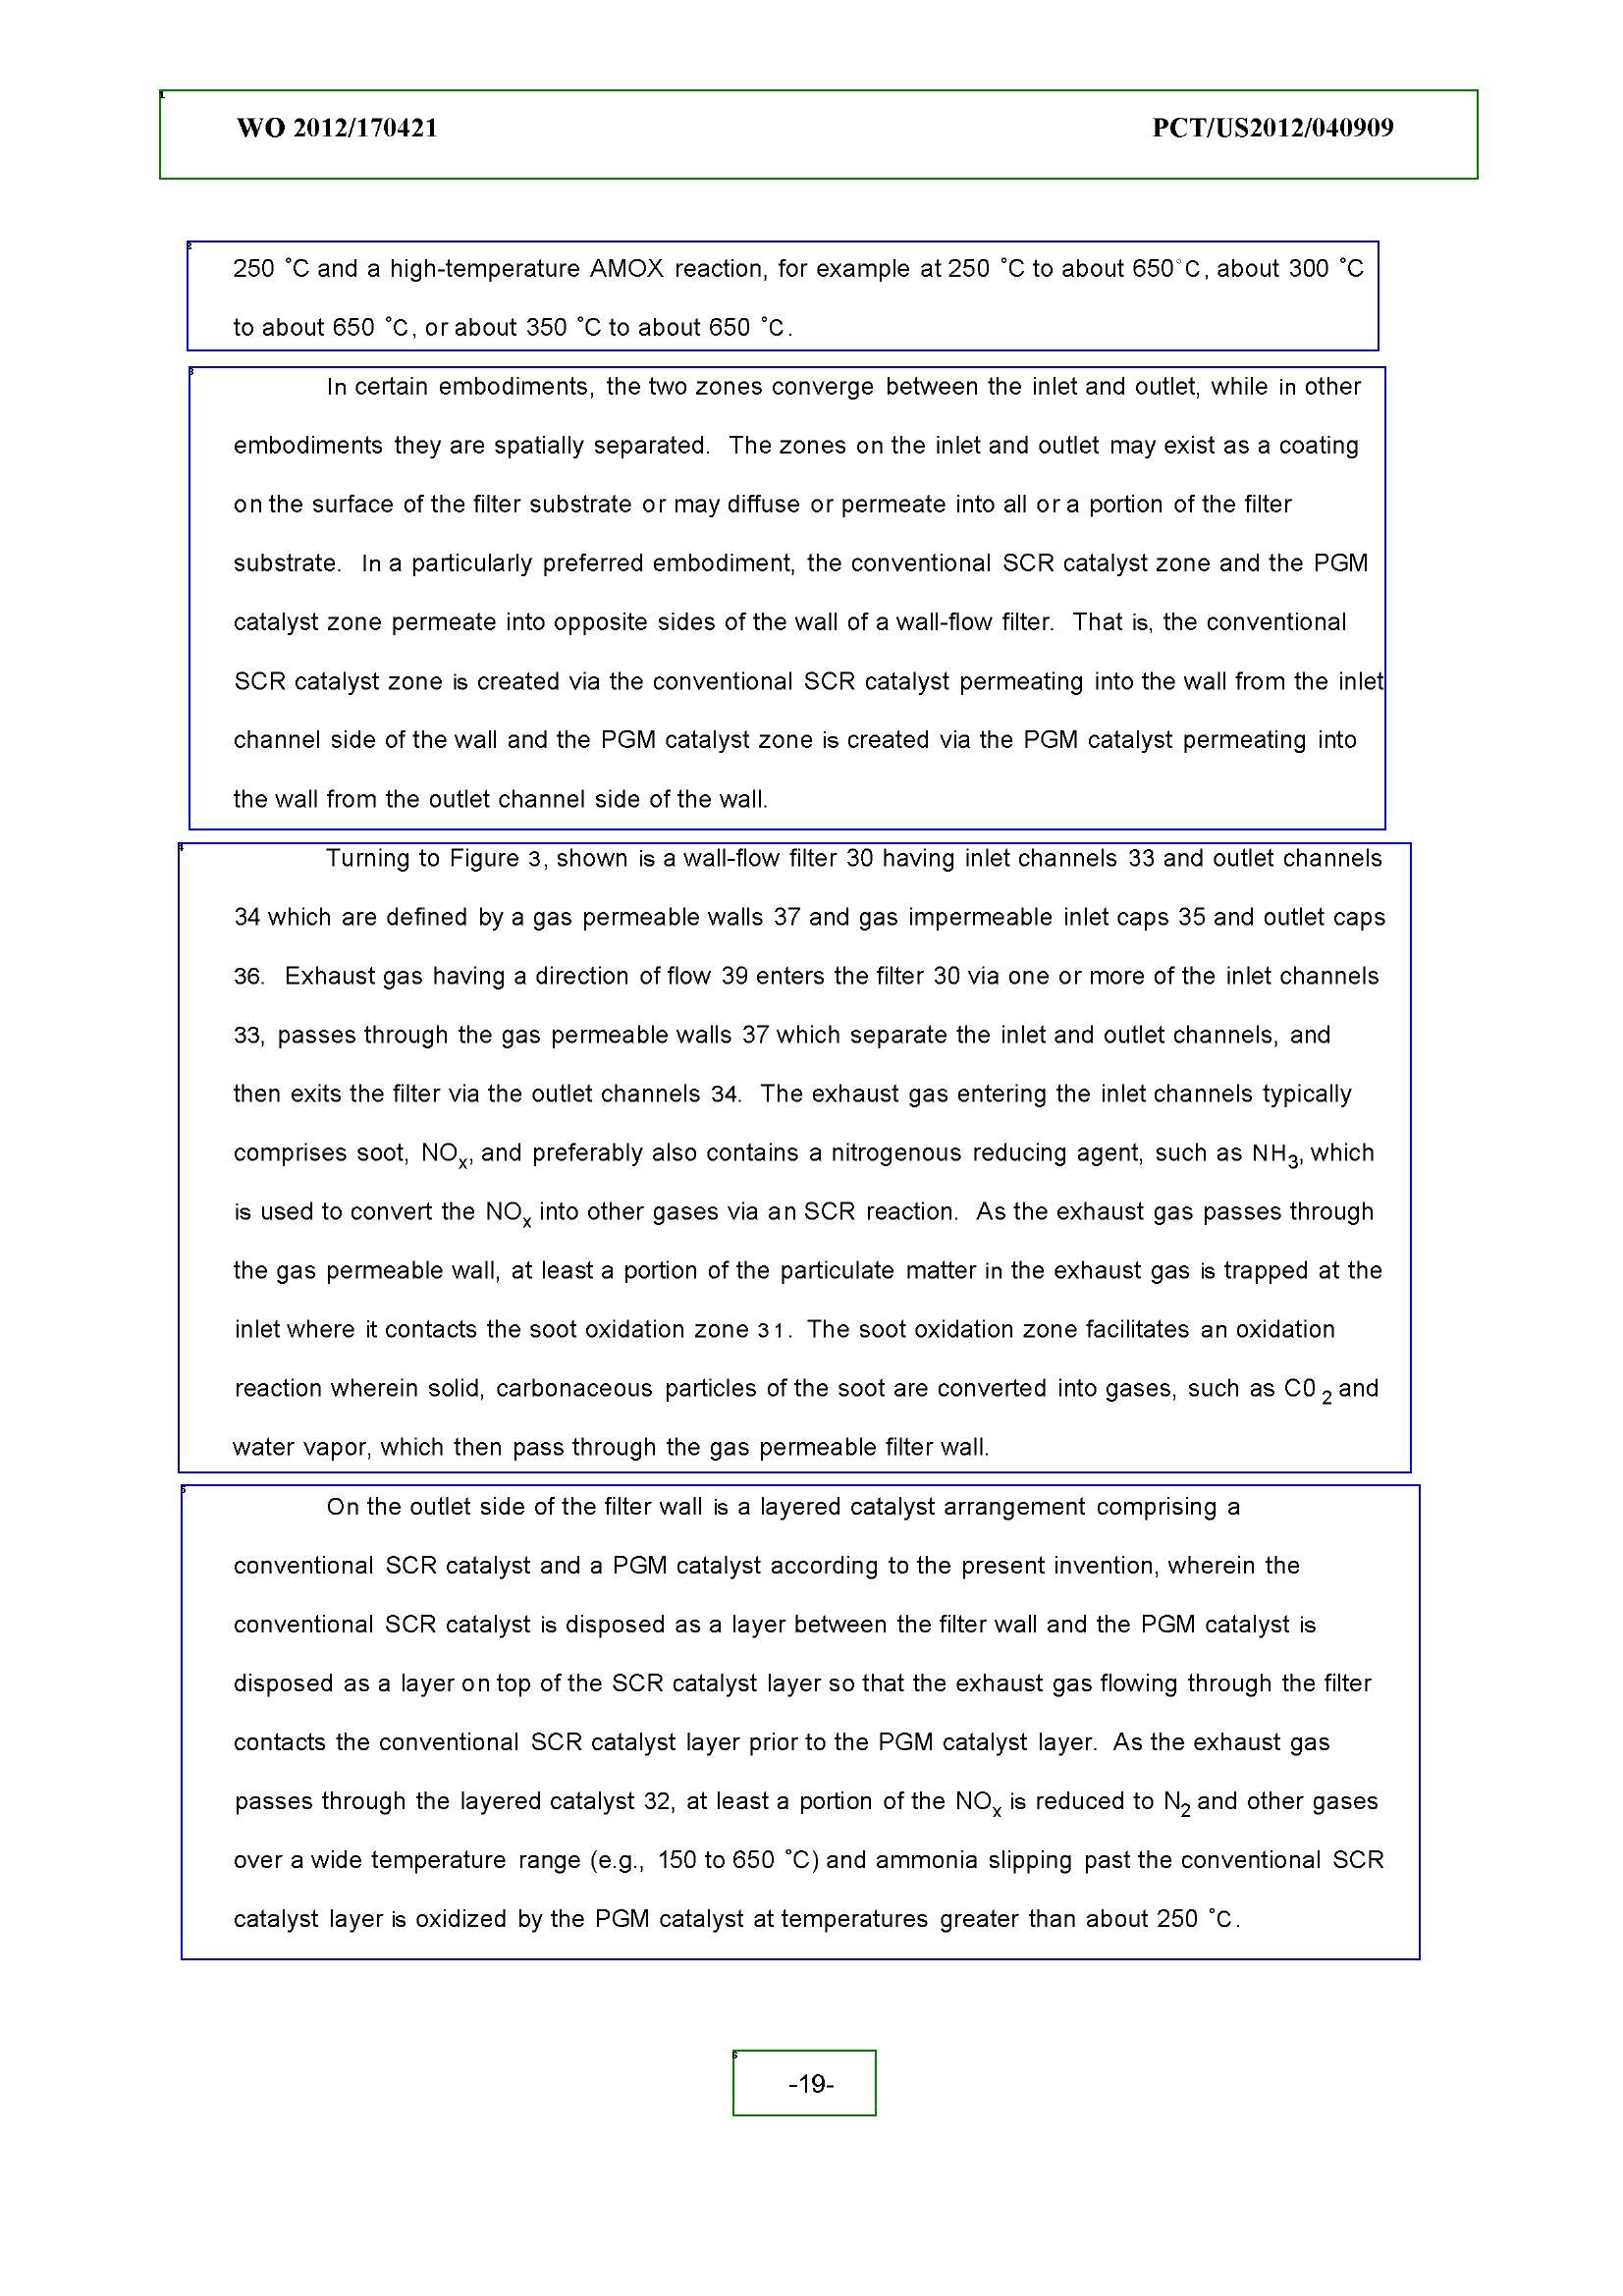 WO 2012/170421 PCT/US2012/040909
250 ˚C and a high-temperature AMOX reaction, for example at 250 ˚C to about 650°C, about 300 ˚C
to about 650 ˚C, or about 350 ˚C to about 650 ˚C.
In certain embodiments, the two zones converge between the inlet and outlet, while in other
embodiments they are spatially separated. The zones on the inlet and outlet may exist as a coating
on the surface of the filter substrate or may diffuse or permeate into all or a portion of the filter
substrate. In a particularly preferred embodiment, the conventional SCR catalyst zone and the PGM
catalyst zone permeate into opposite sides of the wall of a wall-flow filter. That is, the conventional
SCR catalyst zone is created via the conventional SCR catalyst permeating into the wall from the inlet
channel side of the wall and the PGM catalyst zone is created via the PGM catalyst permeating into
the wall from the outlet channel side of the wall.
Turning to Figure 3, shown is a wall-flow filter 30 having inlet channels 33 and outlet channels
34 which are defined by a gas permeable walls 37 and gas impermeable inlet caps 35 and outlet caps
36. Exhaust gas having a direction of flow 39 enters the filter 30 via one or more of the inlet channels
33, passes through the gas permeable walls 37 which separate the inlet and outlet channels, and
then exits the filter via the outlet channels 34. The exhaust gas entering the inlet channels typically
comprises soot, NOx, and preferably also contains a nitrogenous reducing agent, such as NH3, which
is used to convert the NOx into other gases via an SCR reaction. As the exhaust gas passes through
the gas permeable wall, at least a portion of the particulate matter in the exhaust gas is trapped at the
inlet where it contacts the soot oxidation zone 31. The soot oxidation zone facilitates an oxidation
reaction wherein solid, carbonaceous particles of the soot are converted into gases, such as C0 2 and
water vapor, which then pass through the gas permeable filter wall.
On the outlet side of the filter wall is a layered catalyst arrangement comprising a
conventional SCR catalyst and a PGM catalyst according to the present invention, wherein the
conventional SCR catalyst is disposed as a layer between the filter wall and the PGM catalyst is
disposed as a layer on top of the SCR catalyst layer so that the exhaust gas flowing through the filter
contacts the conventional SCR catalyst layer prior to the PGM catalyst layer. As the exhaust gas
passes through the layered catalyst 32, at least a portion of the NOx is reduced to N2 and other gases
over a wide temperature range (e.g., 150 to 650 ˚C) and ammonia slipping past the conventional SCR
catalyst layer is oxidized by the PGM catalyst at temperatures greater than about 250 ˚C.
-19-